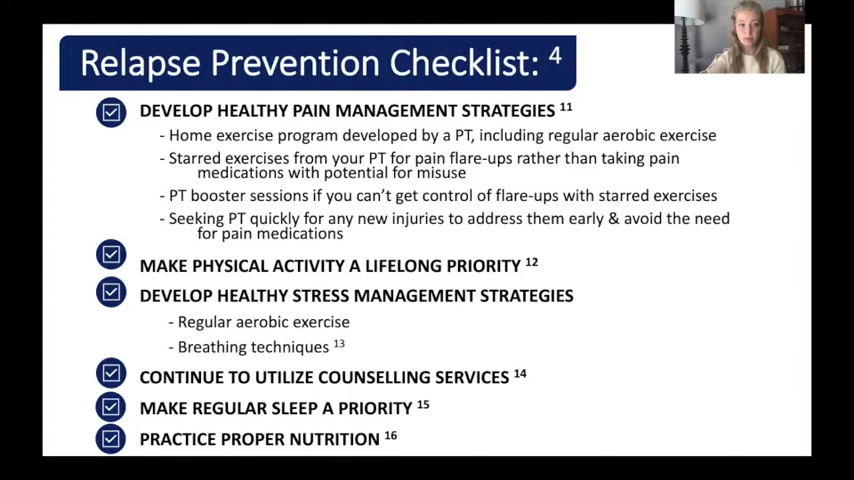 Relapse Prevention Checklist: 4
DEVELOP HEALTHY PAIN MANAGEMENT STRATEGIES 11
- Home exercise program developed by a PT, including regular aerobic exercise
- Starred exercises from your PT for pain flare-ups rather than taking pain
medications with potential for misuse
- PT booster sessions if you can't get control of flare-ups with starred exercises
- Seeking PT quickly for any new injuries to address them early & avoid the need
for pain medications
MAKE PHYSICAL ACTIVITY A LIFELONG PRIORITY 12
DEVELOP HEALTHY STRESS MANAGEMENT STRATEGIES
- Regular aerobic exercise
- Breathing techniques 13
CONTINUE TO UTILIZE COUNSELLING SERVICES 14
MAKE REGULAR SLEEP A PRIORITY 15
PRACTICE PROPER NUTRITION 16